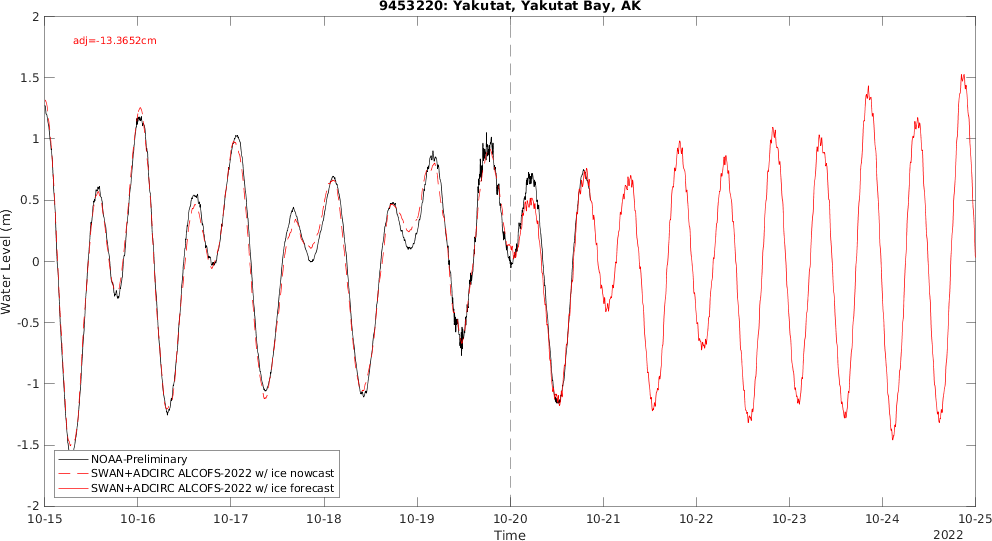 9453220: Yakutat, Yakutat Bay, AK
adj=-13.3652cm
2
1.5
1
0.5
0
-0.5
-1
-1.5
-2
Water Level (m)
NOAA-Preliminary
SWAN+ADCIRC ALCOFS-2022 w/ ice nowcast
SWAN+ADCIRC ALCOFS-2022 w/ ice forecast
10-15 10-16 10-17 10-18 10-19 10-20 10-21 10-22 10-23 10-24 10-25
Time
2022